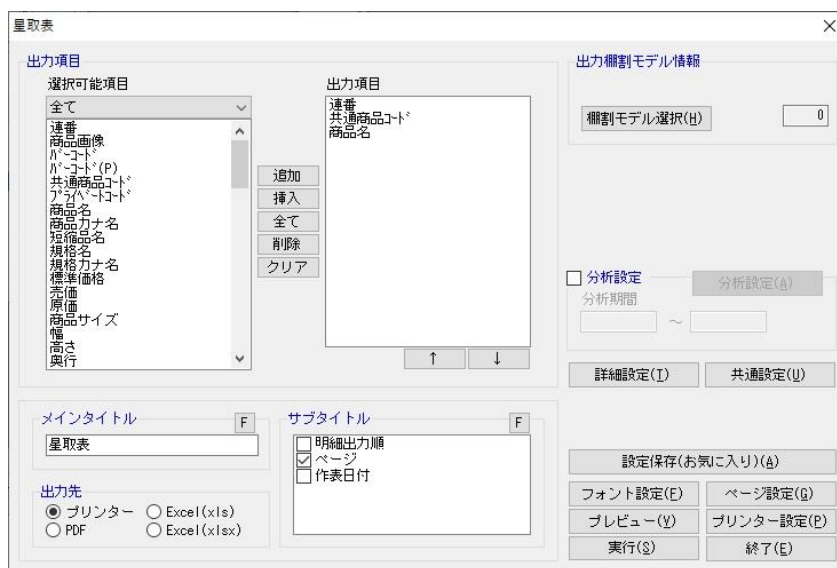 星取表
出力項目
選択可能項目
全て
連番
商品画像
ﾊﾞｰｺｰﾄﾞ
ﾊﾞｰｺｰﾄﾞ(P)
共通商品ｺｰﾄﾞ
ﾌﾟﾗｲﾍﾞｰﾄｺｰﾄﾞ
商品名
商品カナ名
短縮品名
規格名
規格カナ名
標準価格
売価
原価
商品サイズ
幅
高さ
奥行
追加
挿入
全て
削除
クリア
出力項目
連番
共通商品ｺｰﾄﾞ
商品名
↑ ↓
出力棚割モデル情報
棚割モデル選択(H) 0
分析設定 分析設定(A)
分析期間
～
詳細設定(T) 共通設定(U)
メインタイトル F
星取表
出力先
プリンター Excel(xls)
PDF Excel(xlsx)
サブタイトル F
明細出力順
ページ
作表日付
設定保存(お気に入り)(A)
フォント設定(F) ページ設定(G)
プレビュー(V) プリンター設定(P)
実行(S) 終了(E)